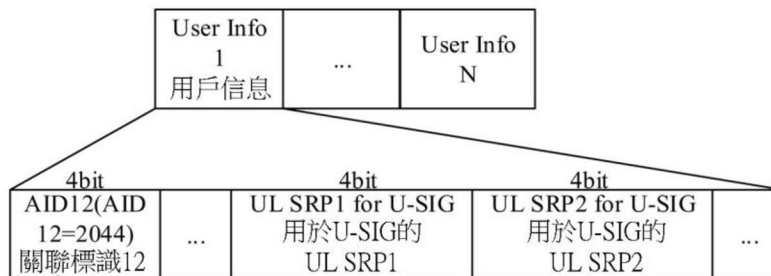 User Info
1
用戶信息
...
User Info
N
4bit
4bit
4bit
AID12(AID
12=2044)
關聯標識12
...
UL SRP1 for U-SIG
用於U-SIG的
UL SRP1
UL SRP2 for U-SIG
用於U-SIG的
UL SRP2
...